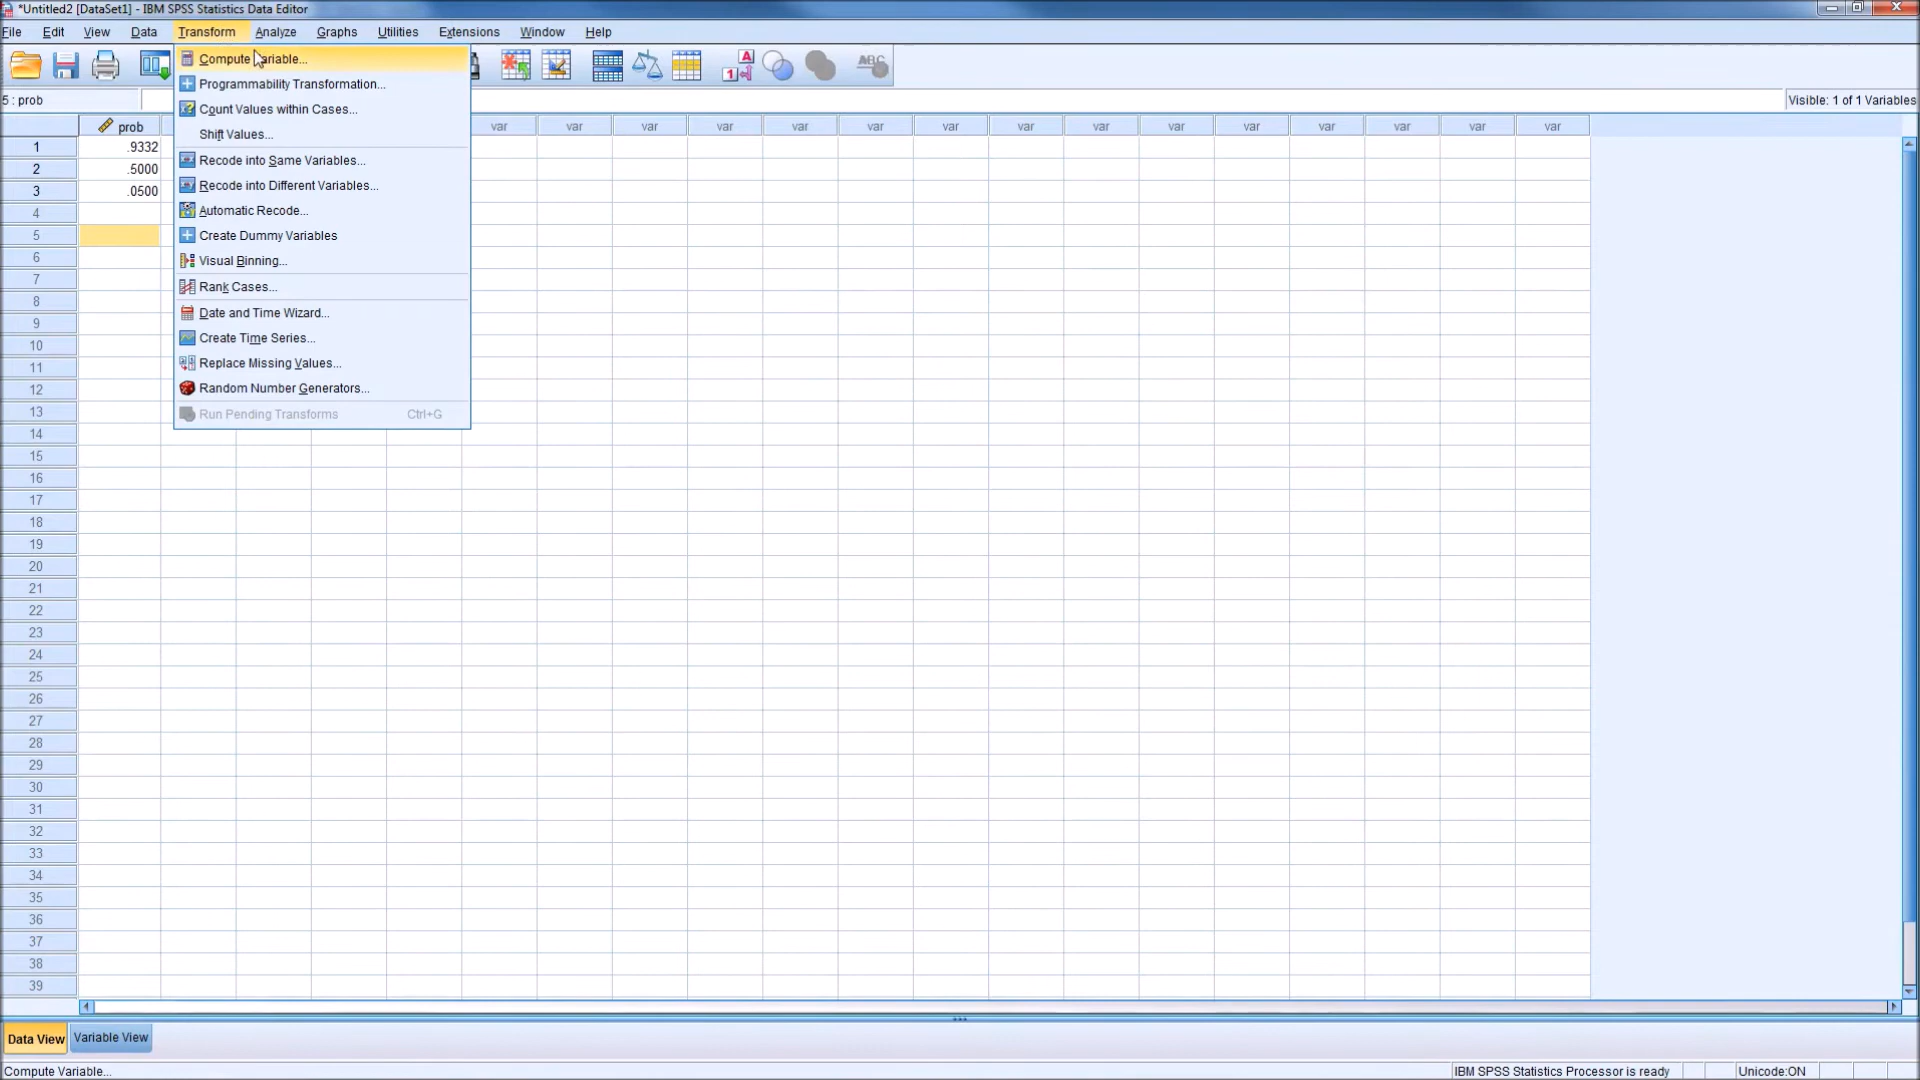 *Untitled2 [DataSet1] - IBM SPSS Statistics Data Editor
File Edit View Data Transform Analyze Graphs Utilities Extensions Window Help
5 : prob
Visible: 1 of 1 Variables
Compute Variable...
Programmability Transformation...
Count Values within Cases...
Shift Values...
Recode into Same Variables...
Recode into Different Variables...
Automatic Recode...
Create Dummy Variables
Visual Binning...
Rank Cases...
Date and Time Wizard...
Create Time Series...
Replace Missing Values...
Random Number Generators...
Run Pending Transforms Ctrl+G
A
1
ABC
prob var var var var var var var var var var var var var var var
1 .9332
2 .5000
3 .0500
4
5
6
7
8
9
10
11
12
13
14
15
16
17
18
19
20
21
22
23
24
25
26
27
28
29
30
31
32
33
34
35
36
37
38
39
Data View Variable View
Compute Variable... IBM SPSS Statistics Processor is ready Unicode:ON